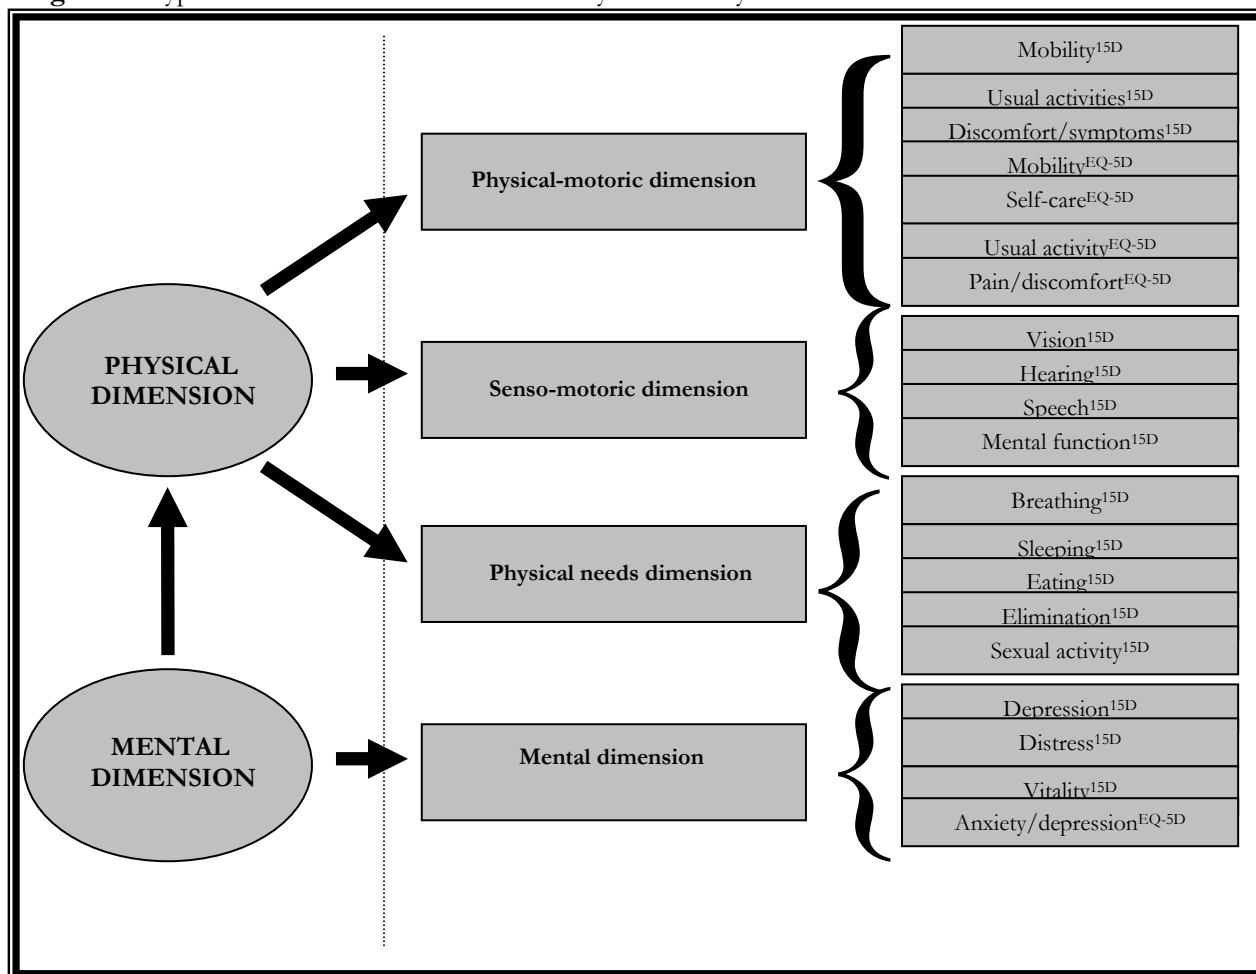 Mobility15D
Usual activities15D
Discomfort/symptoms15D
Physical-motoric dimension
MobilityEQ-5D
Self-careEQ-5D
Usual activityEQ-5D
Pain/discomfortEQ-5D
PHYSICAL
DIMENSION
Senso-motoric dimension
Vision15D
Hearing15D
Speech15D
Mental function15D
Physical needs dimension
Breathing15D
Sleeping15D
Eating15D
Elimination15D
Sexual activity15D
MENTAL
DIMENSION
Mental dimension
Depression15D
Distress15D
Vitality15D
Anxiety/depressionEQ-5D